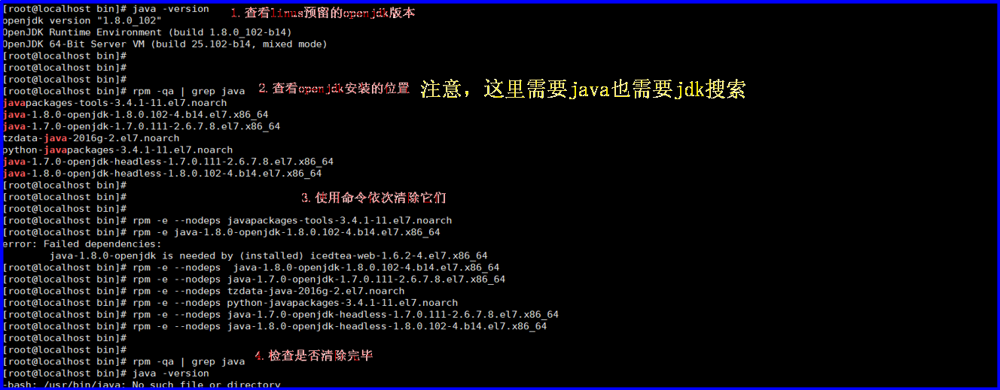 [root@localhost bin]# java -version 1. 查看linus预留的openjdk版本
openjdk version "1.8.0_102"
OpenJDK Runtime Environment (build 1.8.0_102-b14)
OpenJDK 64-Bit Server VM (build 25.102-b14, mixed mode)
[root@localhost bin]#
[root@localhost bin]#
[root@localhost bin]#
[root@localhost bin]# rpm -qa | grep java 2. 查看openjdk安装的位置 注意，这里需要java也需要jdk搜索
javapackages-tools-3.4.1-11.el7.noarch
java-1.8.0-openjdk-1.8.0.102-4.b14.el7.x86_64
java-1.7.0-openjdk-1.7.0.111-2.6.7.8.el7.x86_64
tzdata-java-2016g-2.el7.noarch
python-javapackages-3.4.1-11.el7.noarch
java-1.7.0-openjdk-headless-1.7.0.111-2.6.7.8.el7.x86_64
java-1.8.0-openjdk-headless-1.8.0.102-4.b14.el7.x86_64
[root@localhost bin]#
[root@localhost bin]# 3. 使用命令依次清除它们
[root@localhost bin]#
[root@localhost bin]# rpm -e --nodeps javapackages-tools-3.4.1-11.el7.noarch
[root@localhost bin]# rpm -e java-1.8.0-openjdk-1.8.0.102-4.b14.el7.x86_64
error: Failed dependencies:
java-1.8.0-openjdk is needed by (installed) icedtea-web-1.6.2-4.el7.x86_64
[root@localhost bin]# rpm -e --nodeps  java-1.8.0-openjdk-1.8.0.102-4.b14.el7.x86_64
[root@localhost bin]# rpm -e --nodeps java-1.7.0-openjdk-1.7.0.111-2.6.7.8.el7.x86_64
[root@localhost bin]# rpm -e --nodeps tzdata-java-2016g-2.el7.noarch
[root@localhost bin]# rpm -e --nodeps python-javapackages-3.4.1-11.el7.noarch
[root@localhost bin]# rpm -e --nodeps java-1.7.0-openjdk-headless-1.7.0.111-2.6.7.8.el7.x86_64
[root@localhost bin]# rpm -e --nodeps java-1.8.0-openjdk-headless-1.8.0.102-4.b14.el7.x86_64
[root@localhost bin]#
[root@localhost bin]# 4. 检查是否清除完毕
[root@localhost bin]# rpm -qa | grep java
[root@localhost bin]# java -version
-bash: /usr/bin/java: No such file or directory